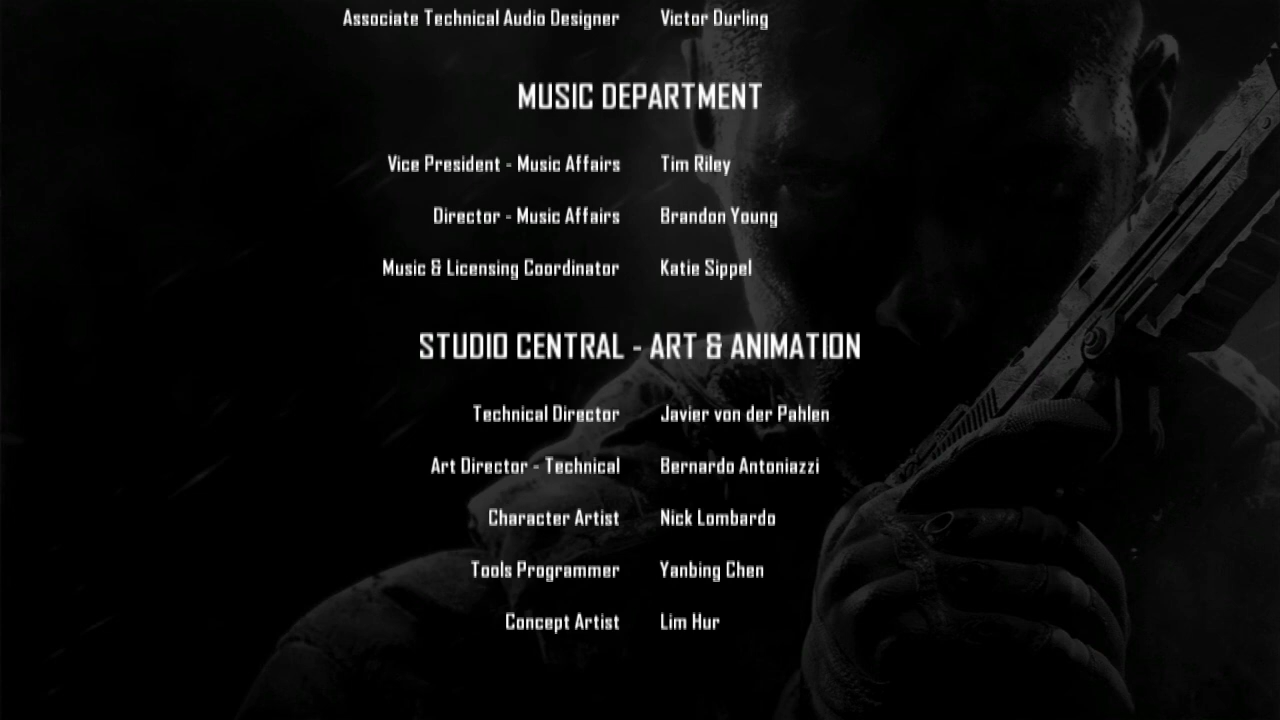 Associate Technical Audio Designer Victor Durling
MUSIC DEPARTMENT
Vice President - Music Affairs Tim Riley
Director - Music Affairs Brandon Young
Music & Licensing Coordinator Katie Sippel
STUDIO CENTRAL - ART & ANIMATION
Technical Director Javier von der Pahlen
Art Director - Technical Bernardo Antoniazzi
Character Artist Nick Lombardo
Tools Programmer Yanbing Chen
Concept Artist Lim Hur